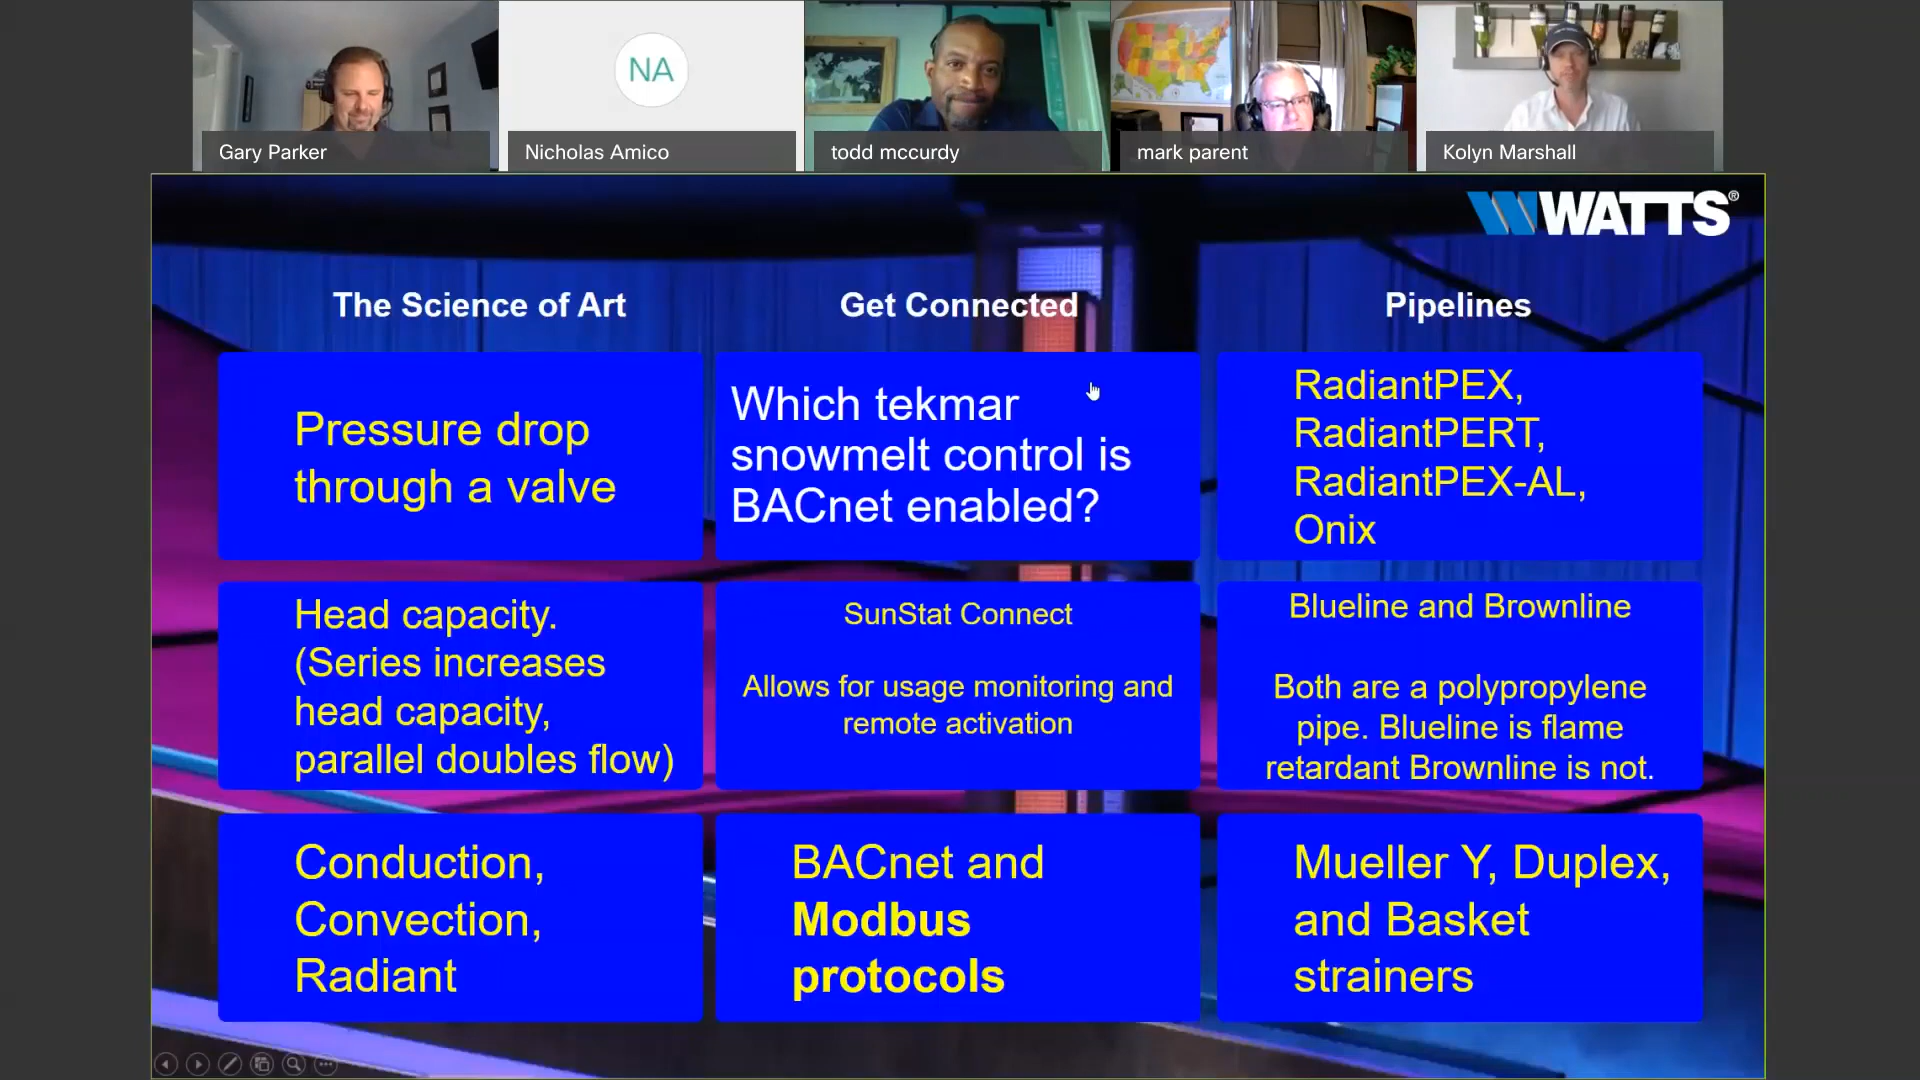 NA
Gary Parker
Nicholas Amico
todd mccurdy
mark parent
Kolyn Marshall
WATTS®
The Science of Art
Get Connected
Pipelines
Pressure drop
through a valve
Which tekmar
snowmelt control is
BACnet enabled?
RadiantPEX,
RadiantPERT,
RadiantPEX-AL,
Onix
Head capacity.
(Series increases
head capacity,
parallel doubles flow)
SunStat Connect
Allows for usage monitoring and
remote activation
Blueline and Brownline
Both are a polypropylene
pipe. Blueline is flame
retardant Brownline is not.
Conduction,
Convection,
Radiant
BACnet and
Modbus
protocols
Mueller Y, Duplex,
and Basket
strainers